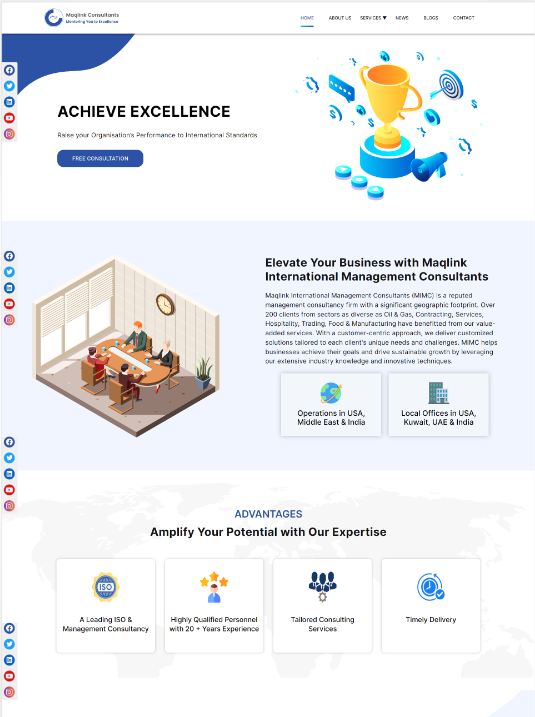 Maqlink Consultants
Mentoring You to Excellence
HOME ABOUT US SERVICES ▼ NEWS BLOGS CONTACT
ACHIEVE EXCELLENCE
Raise your Organisation's Performance to International Standards
FREE CONSULTATION
Elevate Your Business with Maqlink
International Management Consultants
Maqlink International Management Consultants (MIMC) is a reputed
management consultancy firm with a significant geographic footprint. Over
200 clients from sectors as diverse as Oil & Gas, Contracting, Services,
Hospitality, Trading, Food & Manufacturing have benefitted from our value-
added services. With a customer-centric approach, we deliver customized
solutions tailored to each client's unique needs and challenges. MIMC helps
businesses achieve their goals and drive sustainable growth by leveraging
our extensive industry knowledge and innovative techniques.
Operations in USA,
Middle East & India
Local Offices in USA,
Kuwait, UAE & India
ADVANTAGES
Amplify Your Potential with Our Expertise
ISO
A Leading ISO &
Management Consultancy
Highly Qualified Personnel
with 20 + Years Experience
Tailored Consulting
Services
Timely Delivery